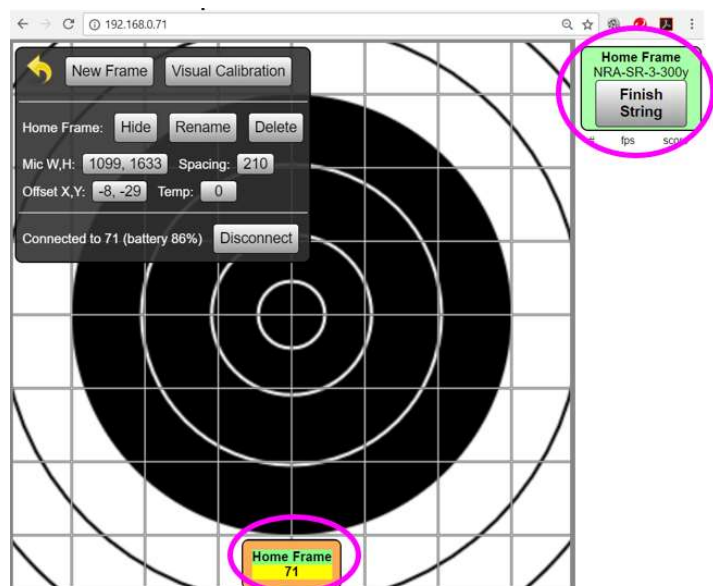 192.168.0.71
New Frame Visual Calibration
Home Frame: Hide Rename Delete
Mic W,H: 1099, 1633 Spacing: 210
Offset X,Y: -8, -29 Temp: 0
Connected to 71 (battery 86%) Disconnect
Home Frame
NRA-SR-3-300y
Finish
String
# fps score
Home Frame
71